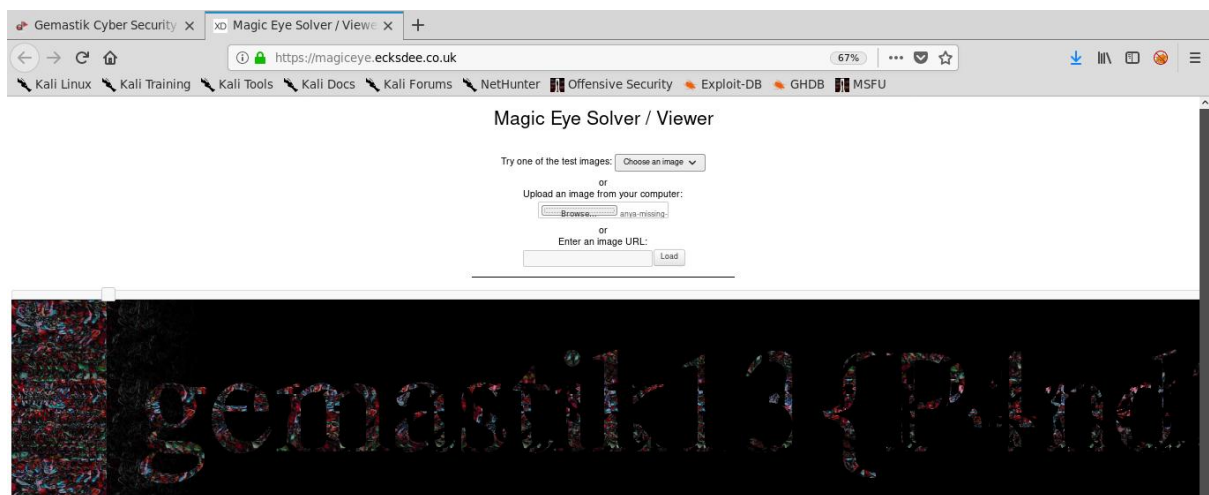 Gemastik Cyber Security
XD Magic Eye Solver / Viewe
https://magiceye.ecksdee.co.uk
67%
Kali Linux Kali Training Kali Tools Kali Docs Kali Forums NetHunter Offensive Security Exploit-DB GHDB MSFU
Magic Eye Solver / Viewer
Try one of the test images: Choose an image
or
Upload an image from your computer:
Browse... anya-missing-
or
Enter an image URL:
Load
gemastik13{P4nd